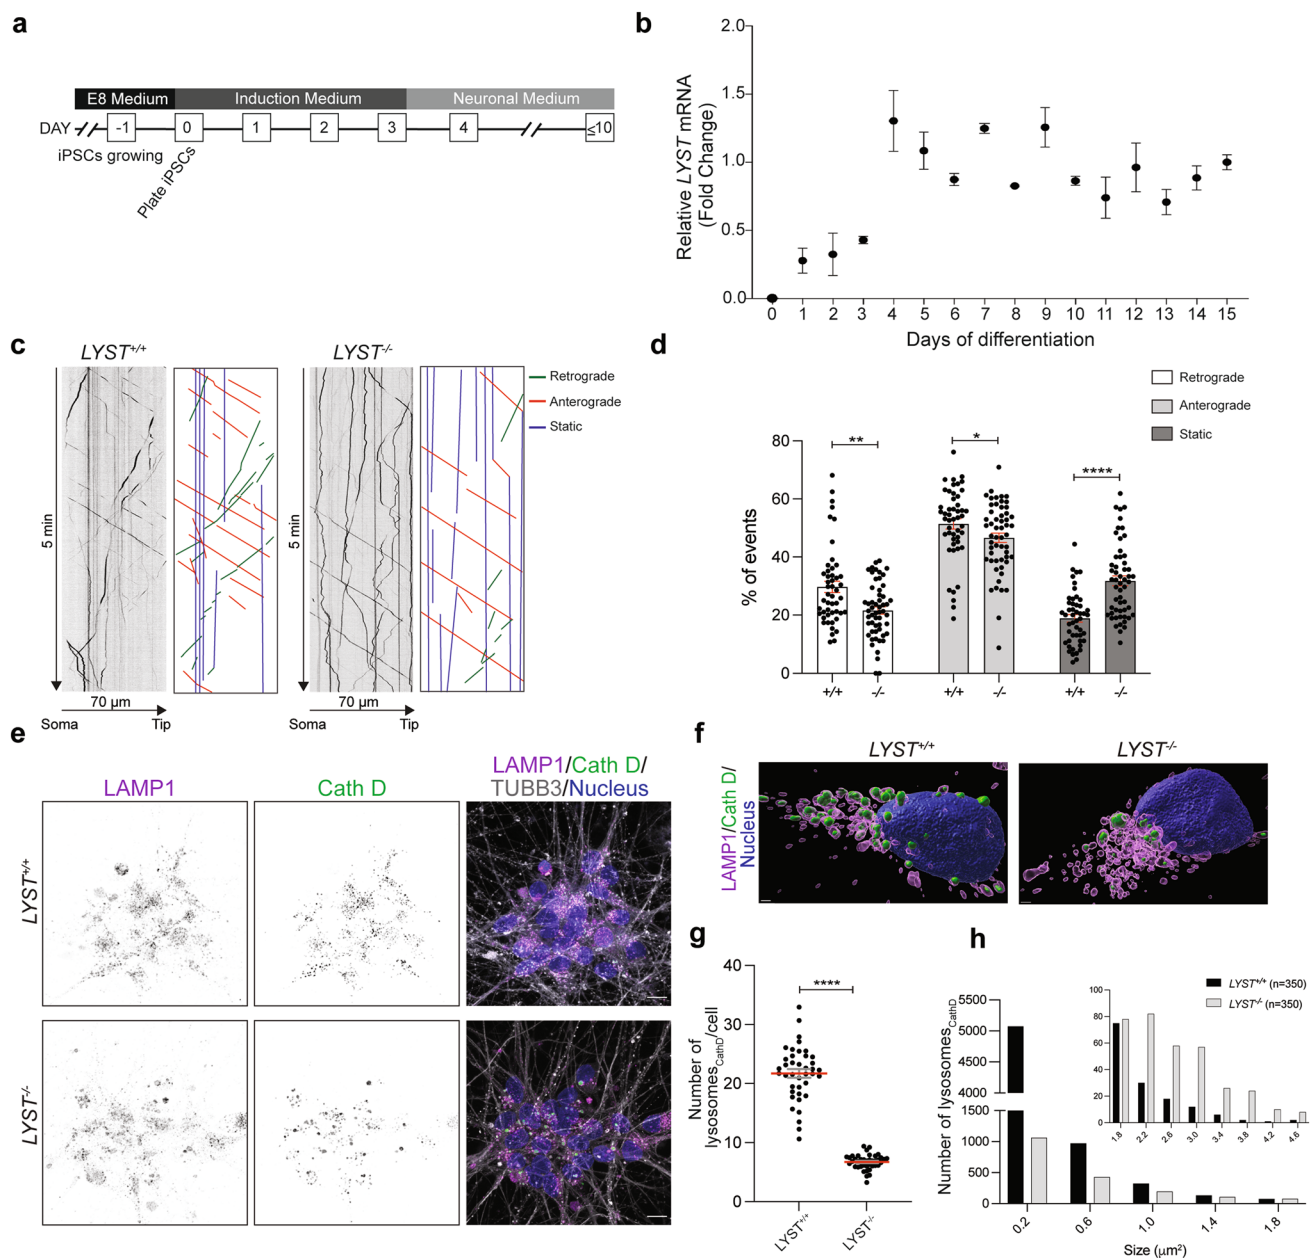 a
E8 Medium Induction Medium Neuronal Medium
DAY -1 0 1 2 3 4 ≤10
iPSCs growing
Plate iPSCs
b
Relative LYST mRNA
(Fold Change)
2.0
1.5
1.0
0.5
0.0
0 1 2 3 4 5 6 7 8 9 10 11 12 13 14 15
Days of differentiation
c
LYST+/+ LYST-/-
Retrograde
Anterograde
Static
5 min
5 min
70 µm 70 µm
Soma Tip Soma Tip
d
Retrograde
Anterograde
Static
% of events
80
60
40
20
0
** * ****
+/+ -/- +/+ -/- +/+ -/-
e
LAMP1 Cath D LAMP1/Cath D/
TUBB3/Nucleus
LYST+/+
LYST-/-
f
LYST+/+ LYST-/-
LAMP1/Cath D/
Nucleus
g
Number of
lysosomesCathD/cell
40
30
20
10
0
****
LYST+/+ LYST-/-
h
LYST+/+ (n=350)
LYST-/- (n=350)
Number of lysosomesCathD
5500
5000
4500
4000
1500
1000
500
0
0.2 0.6 1.0 1.4 1.8
Size (µm²)
100
80
60
40
20
0
1.8 2.2 2.6 3.0 3.4 3.8 4.2 4.6